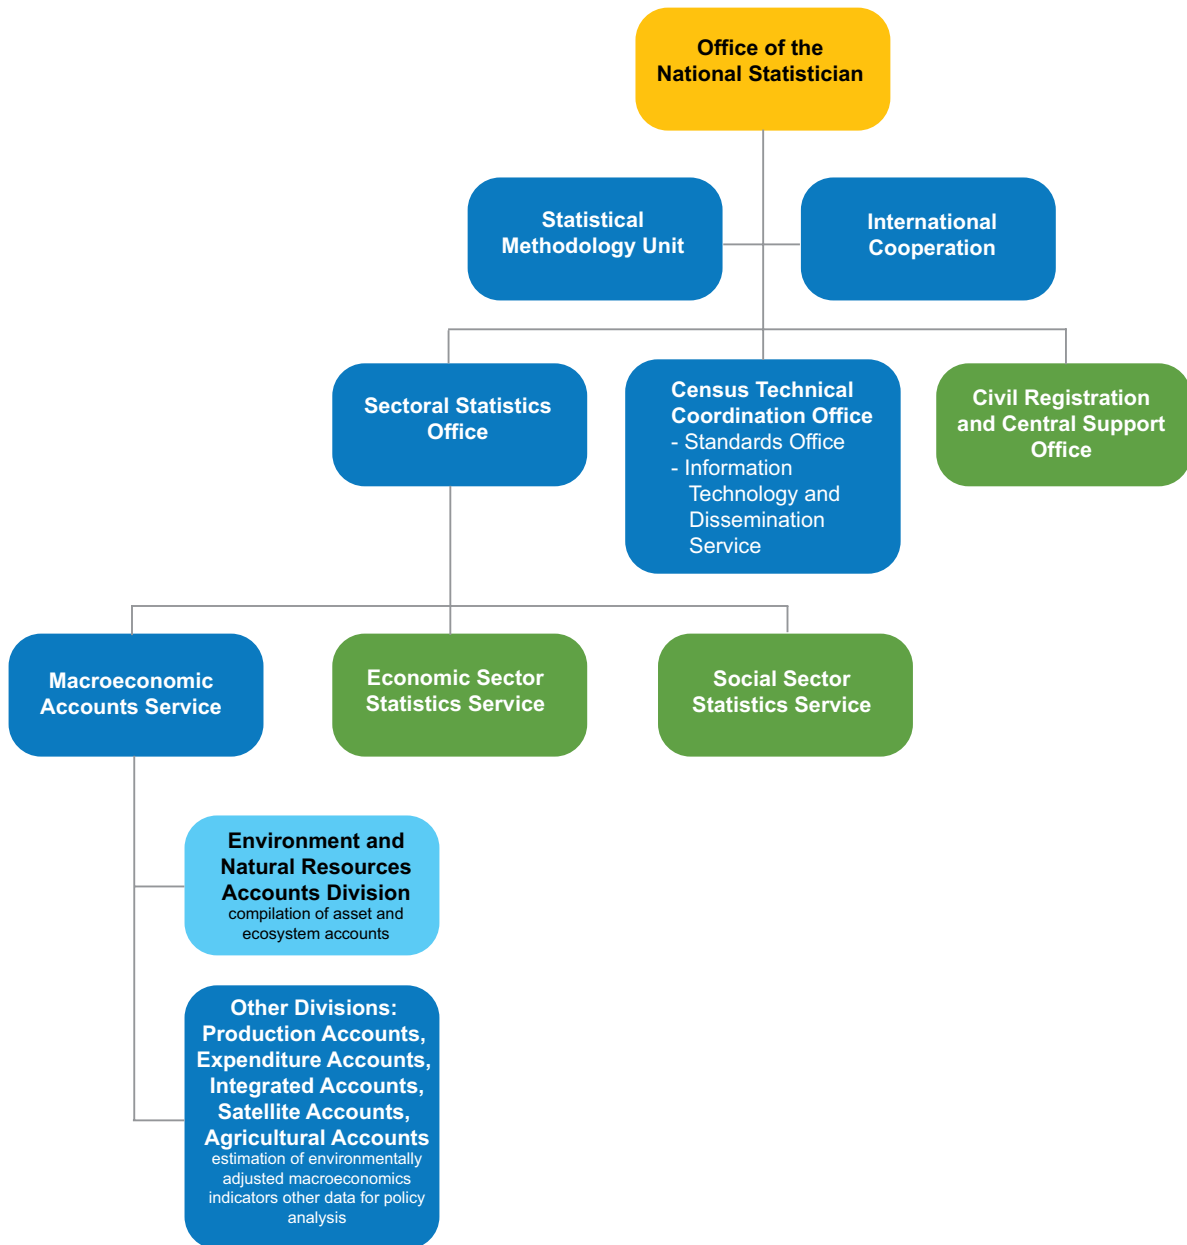 Office of the
National Statistician
Statistical
Methodology Unit
International
Cooperation
Sectoral Statistics
Office
Census Technical
Coordination Office
- Standards Office
- Information
Technology and
Dissemination
Service
Civil Registration
and Central Support
Office
Macroeconomic
Accounts Service
Economic Sector
Statistics Service
Social Sector
Statistics Service
Environment and
Natural Resources
Accounts Division
compilation of asset and
ecosystem accounts
Other Divisions:
Production Accounts,
Expenditure Accounts,
Integrated Accounts,
Satellite Accounts,
Agricultural Accounts
estimation of environmentally
adjusted macroeconomics
indicators other data for policy
analysis